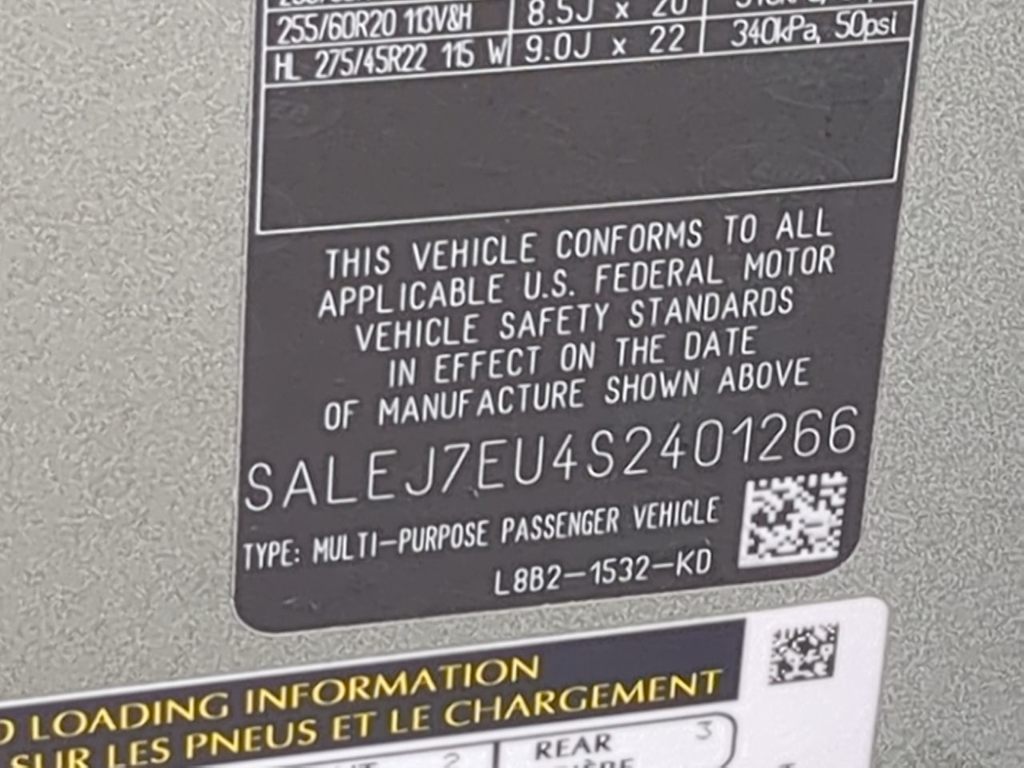 255/60R20 113V&H 8.5J x 20
HL 275/45R22 115 W 9.0J x 22 340kPa, 50psi
THIS VEHICLE CONFORMS TO ALL
APPLICABLE U.S. FEDERAL MOTOR
VEHICLE SAFETY STANDARDS
IN EFFECT ON THE DATE
OF MANUFACTURE SHOWN ABOVE
SALEJ7EU4S2401266
TYPE: MULTI-PURPOSE PASSENGER VEHICLE
L8B2-1532-KD
LOADING INFORMATION
SUR LES PNEUS ET LE CHARGEMENT
2 REAR 3